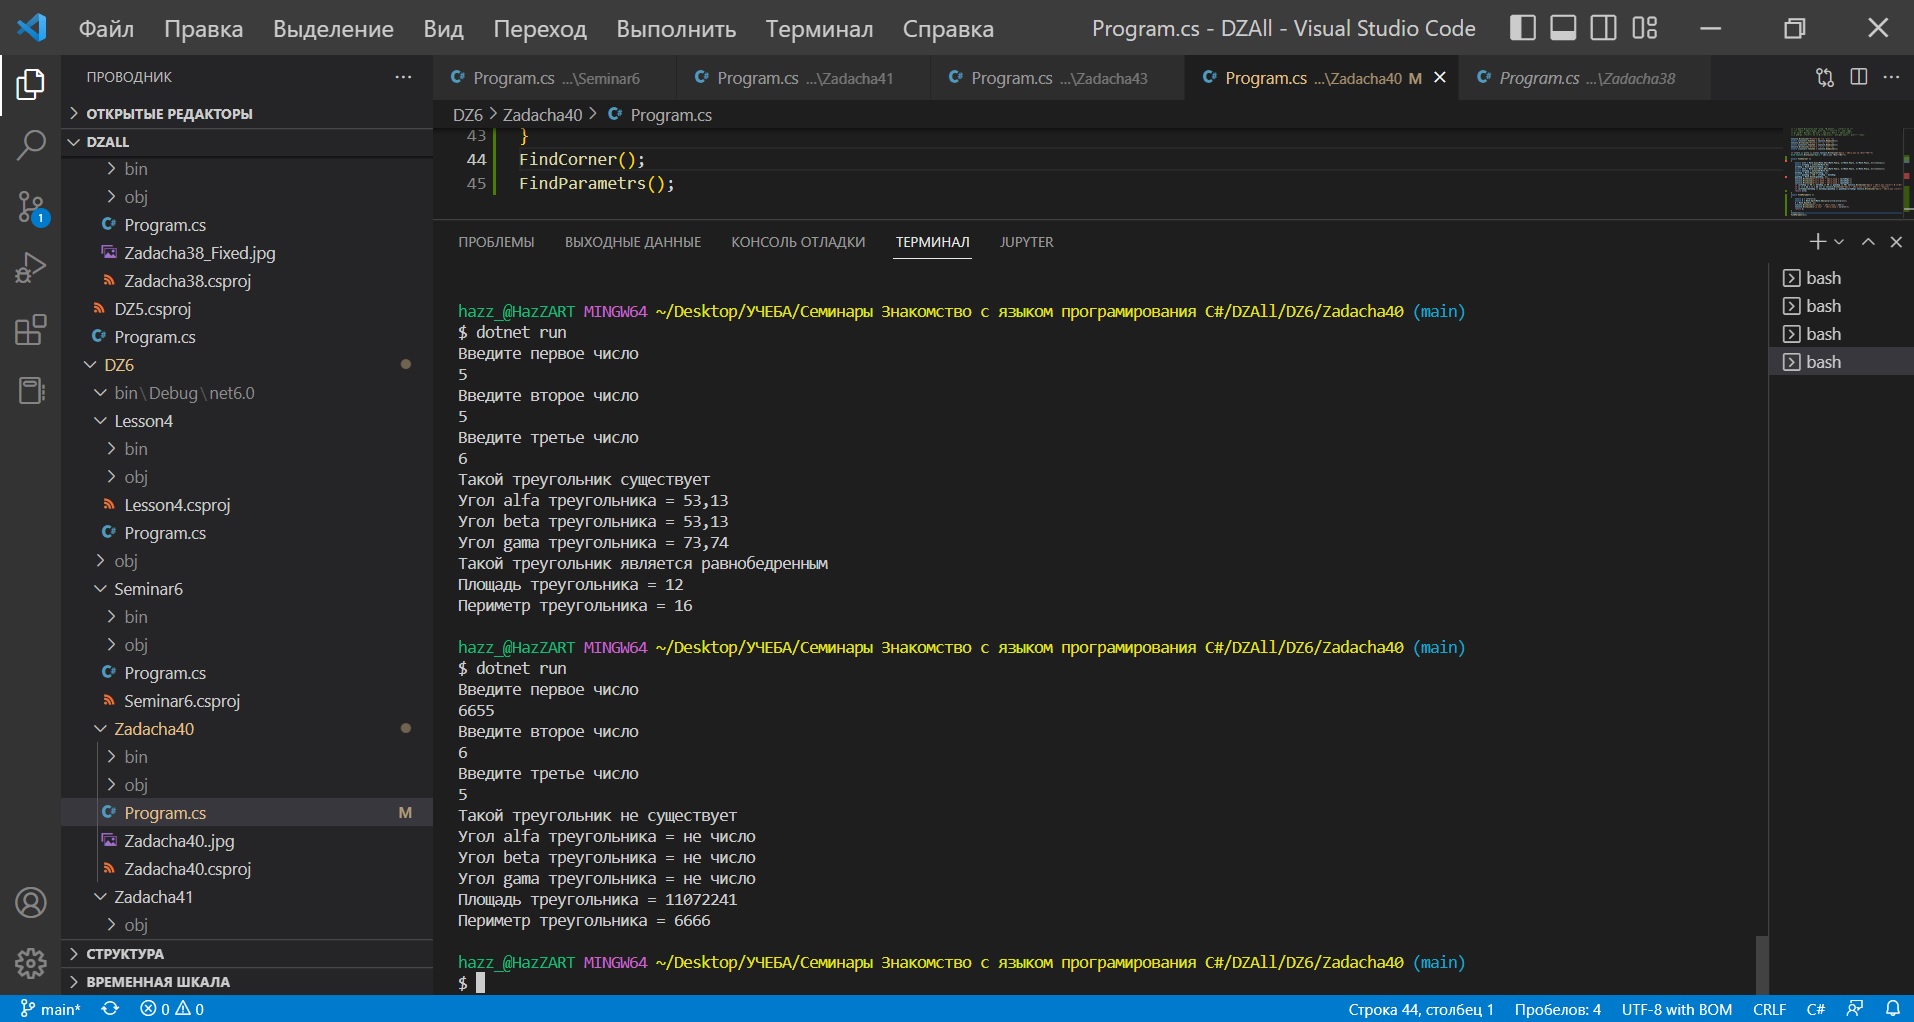 Файл Правка Выделение Вид Переход Выполнить Терминал Справка Program.cs - DZAll - Visual Studio Code
ПРОВОДНИК
ОТКРЫТЫЕ РЕДАКТОРЫ
DZALL
bin
obj
Program.cs
Zadacha38_Fixed.jpg
Zadacha38.csproj
DZ5.csproj
Program.cs
DZ6
bin\Debug\net6.0
Lesson4
bin
obj
Lesson4.csproj
Program.cs
obj
Seminar6
bin
obj
Program.cs
Seminar6.csproj
Zadacha40
bin
obj
Program.cs M
Zadacha40..jpg
Zadacha40.csproj
Zadacha41
obj
СТРУКТУРА
ВРЕМЕННАЯ ШКАЛА
Program.cs ...\Seminar6 Program.cs ...\Zadacha41 Program.cs ...\Zadacha43 Program.cs ...\Zadacha40 M Program.cs ...\Zadacha38
DZ6 > Zadacha40 > Program.cs
43 }
44 FindCorner();
45 FindParametrs();
ПРОБЛЕМЫ ВЫХОДНЫЕ ДАННЫЕ КОНСОЛЬ ОТЛАДКИ ТЕРМИНАЛ JUPYTER
hazz_@HazZART MINGW64 ~/Desktop/УЧЕБА/Семинары Знакомство с языком програмирования C#/DZAll/DZ6/Zadacha40 (main)
$ dotnet run
Введите первое число
5
Введите второе число
5
Введите третье число
6
Такой треугольник существует
Угол alfa треугольника = 53,13
Угол beta треугольника = 53,13
Угол gama треугольника = 73,74
Такой треугольник является равнобедренным
Площадь треугольника = 12
Периметр треугольника = 16
hazz_@HazZART MINGW64 ~/Desktop/УЧЕБА/Семинары Знакомство с языком програмирования C#/DZAll/DZ6/Zadacha40 (main)
$ dotnet run
Введите первое число
6655
Введите второе число
6
Введите третье число
5
Такой треугольник не существует
Угол alfa треугольника = не число
Угол beta треугольника = не число
Угол gama треугольника = не число
Площадь треугольника = 11072241
Периметр треугольника = 6666
hazz_@HazZART MINGW64 ~/Desktop/УЧЕБА/Семинары Знакомство с языком програмирования C#/DZAll/DZ6/Zadacha40 (main)
$
bash
bash
bash
bash
1
main* 0 0 Строка 44, столбец 1 Пробелов: 4 UTF-8 with BOM CRLF C#